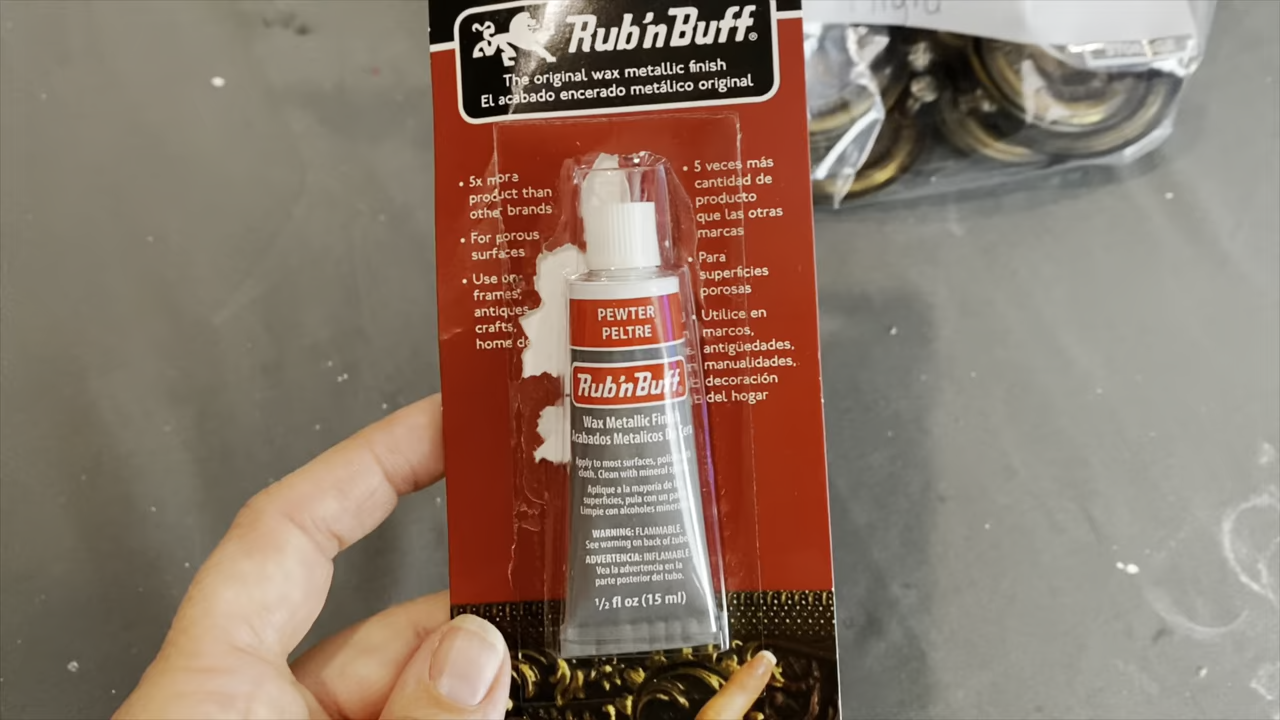 Rub'n Buff®
The original wax metallic finish
El acabado encerado metálico original
• 5x more
product than
other brands
• For porous
surfaces
• Use on-
frames,
antiques
crafts,
home de
• 5 veces más
cantidad de
producto
que las otras
marcas
• Para
superficies
porosas
• Utilice en
marcos,
antigüedades,
manualidades,
decoración
del hogar
PEWTER
PELTRE
Rub'n Buff®
Wax Metallic Fin
Acabados Metalicos D Cera
Apply to most surfaces, polis
cloth. Clean with mineral s
Aplique a la mayoría de l
superficies, pula con un pa
Limpie con alcoholes minera
WARNING: FLAMMABLE.
See warning on back of tube.
ADVERTENCIA: INFLAMABLE.
Vea la advertencia en la
parte posterior del tubo.
1/2 fl oz (15 ml)